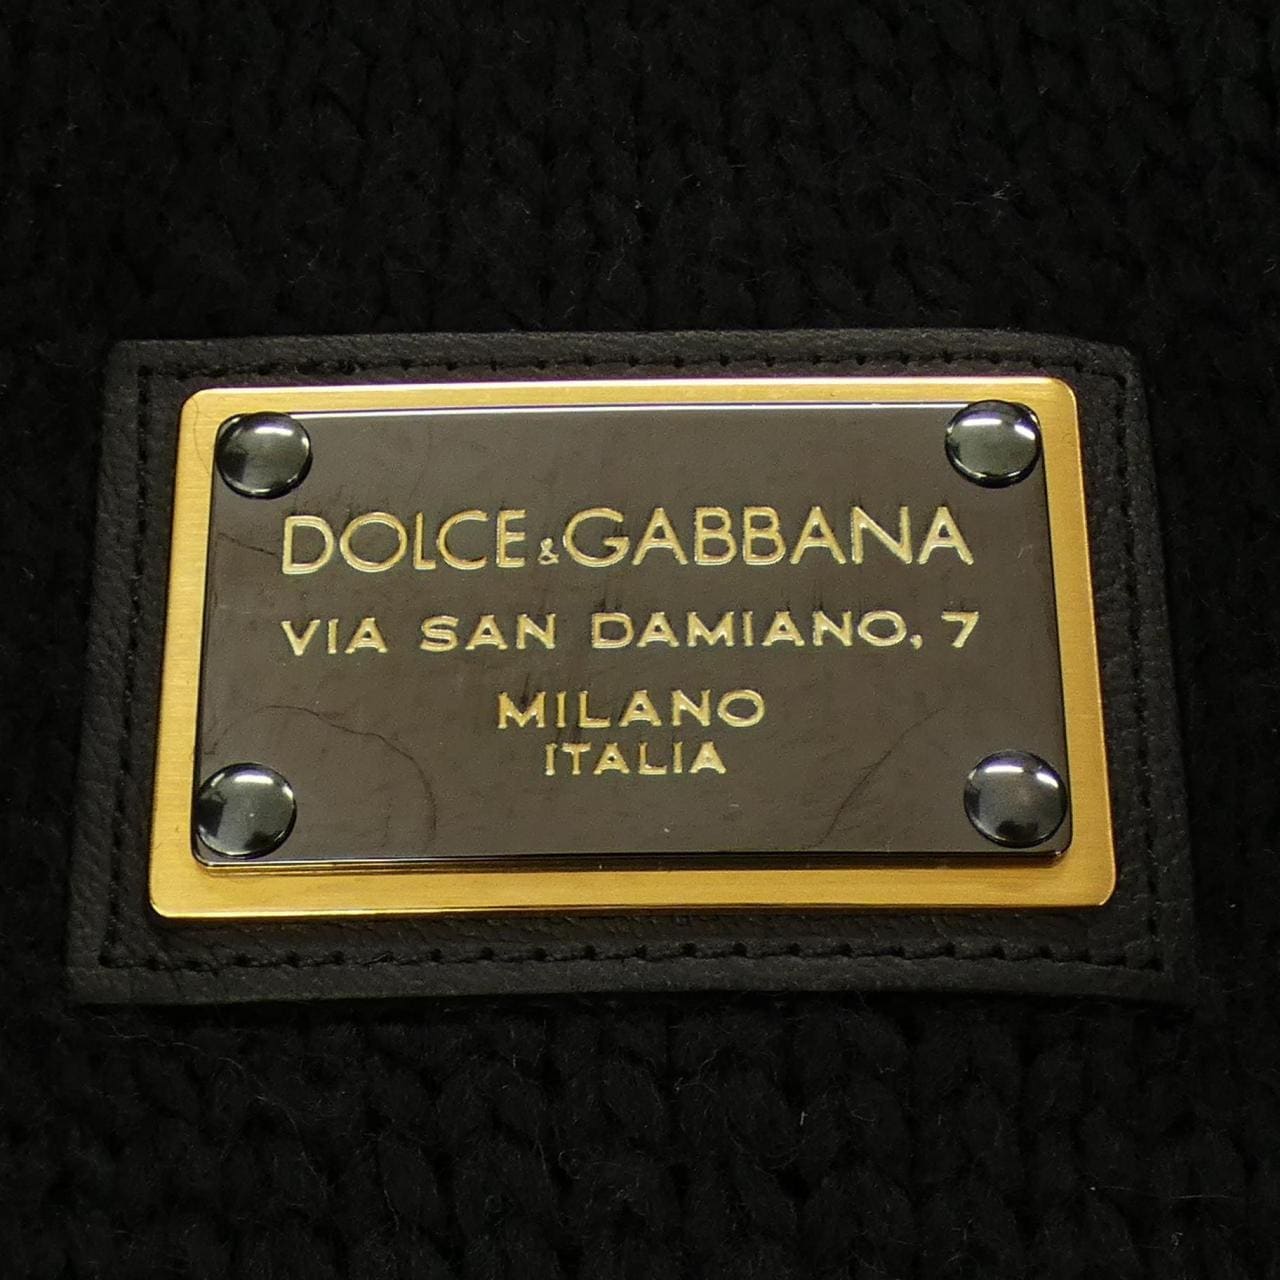 DOLCE&GABBANA
VIA SAN DAMIANO, 7
MILANO
ITALIA